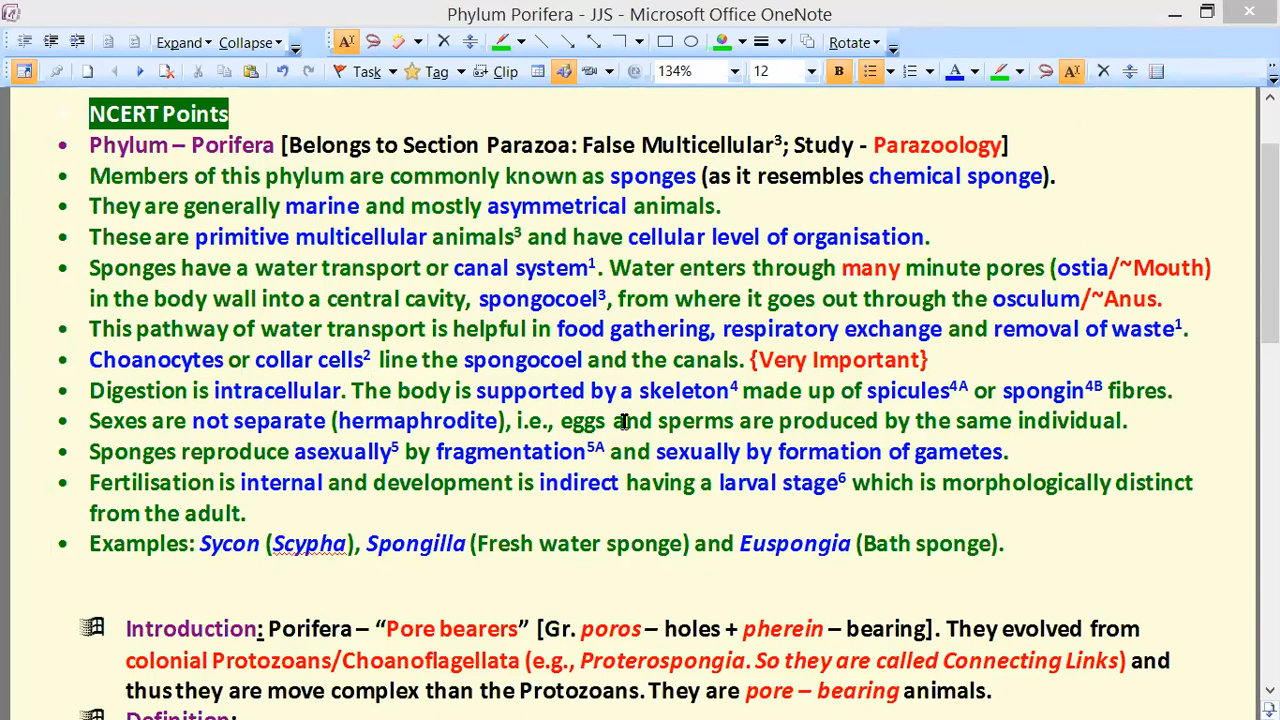 Phylum Porifera - JJS - Microsoft Office OneNote
Expand Collapse Rotate
Task Tag Clip 134% 12 B A A
NCERT Points
• Phylum – Porifera [Belongs to Section Parazoa: False Multicellular³; Study - Parazoology]
• Members of this phylum are commonly known as sponges (as it resembles chemical sponge).
• They are generally marine and mostly asymmetrical animals.
• These are primitive multicellular animals³ and have cellular level of organisation.
• Sponges have a water transport or canal system¹. Water enters through many minute pores (ostia/~Mouth)
in the body wall into a central cavity, spongocoel³, from where it goes out through the osculum/~Anus.
• This pathway of water transport is helpful in food gathering, respiratory exchange and removal of waste¹.
• Choanocytes or collar cells² line the spongocoel and the canals. {Very Important}
• Digestion is intracellular. The body is supported by a skeleton⁴ made up of spicules⁴ᴬ or spongin⁴ᴮ fibres.
• Sexes are not separate (hermaphrodite), i.e., eggs and sperms are produced by the same individual.
• Sponges reproduce asexually⁵ by fragmentation⁵ᴬ and sexually by formation of gametes.
• Fertilisation is internal and development is indirect having a larval stage⁶ which is morphologically distinct
from the adult.
• Examples: Sycon (Scypha), Spongilla (Fresh water sponge) and Euspongia (Bath sponge).
Introduction: Porifera – “Pore bearers” [Gr. poros – holes + pherein – bearing]. They evolved from
colonial Protozoans/Choanoflagellata (e.g., Proterospongia. So they are called Connecting Links) and
thus they are move complex than the Protozoans. They are pore – bearing animals.
Definition: